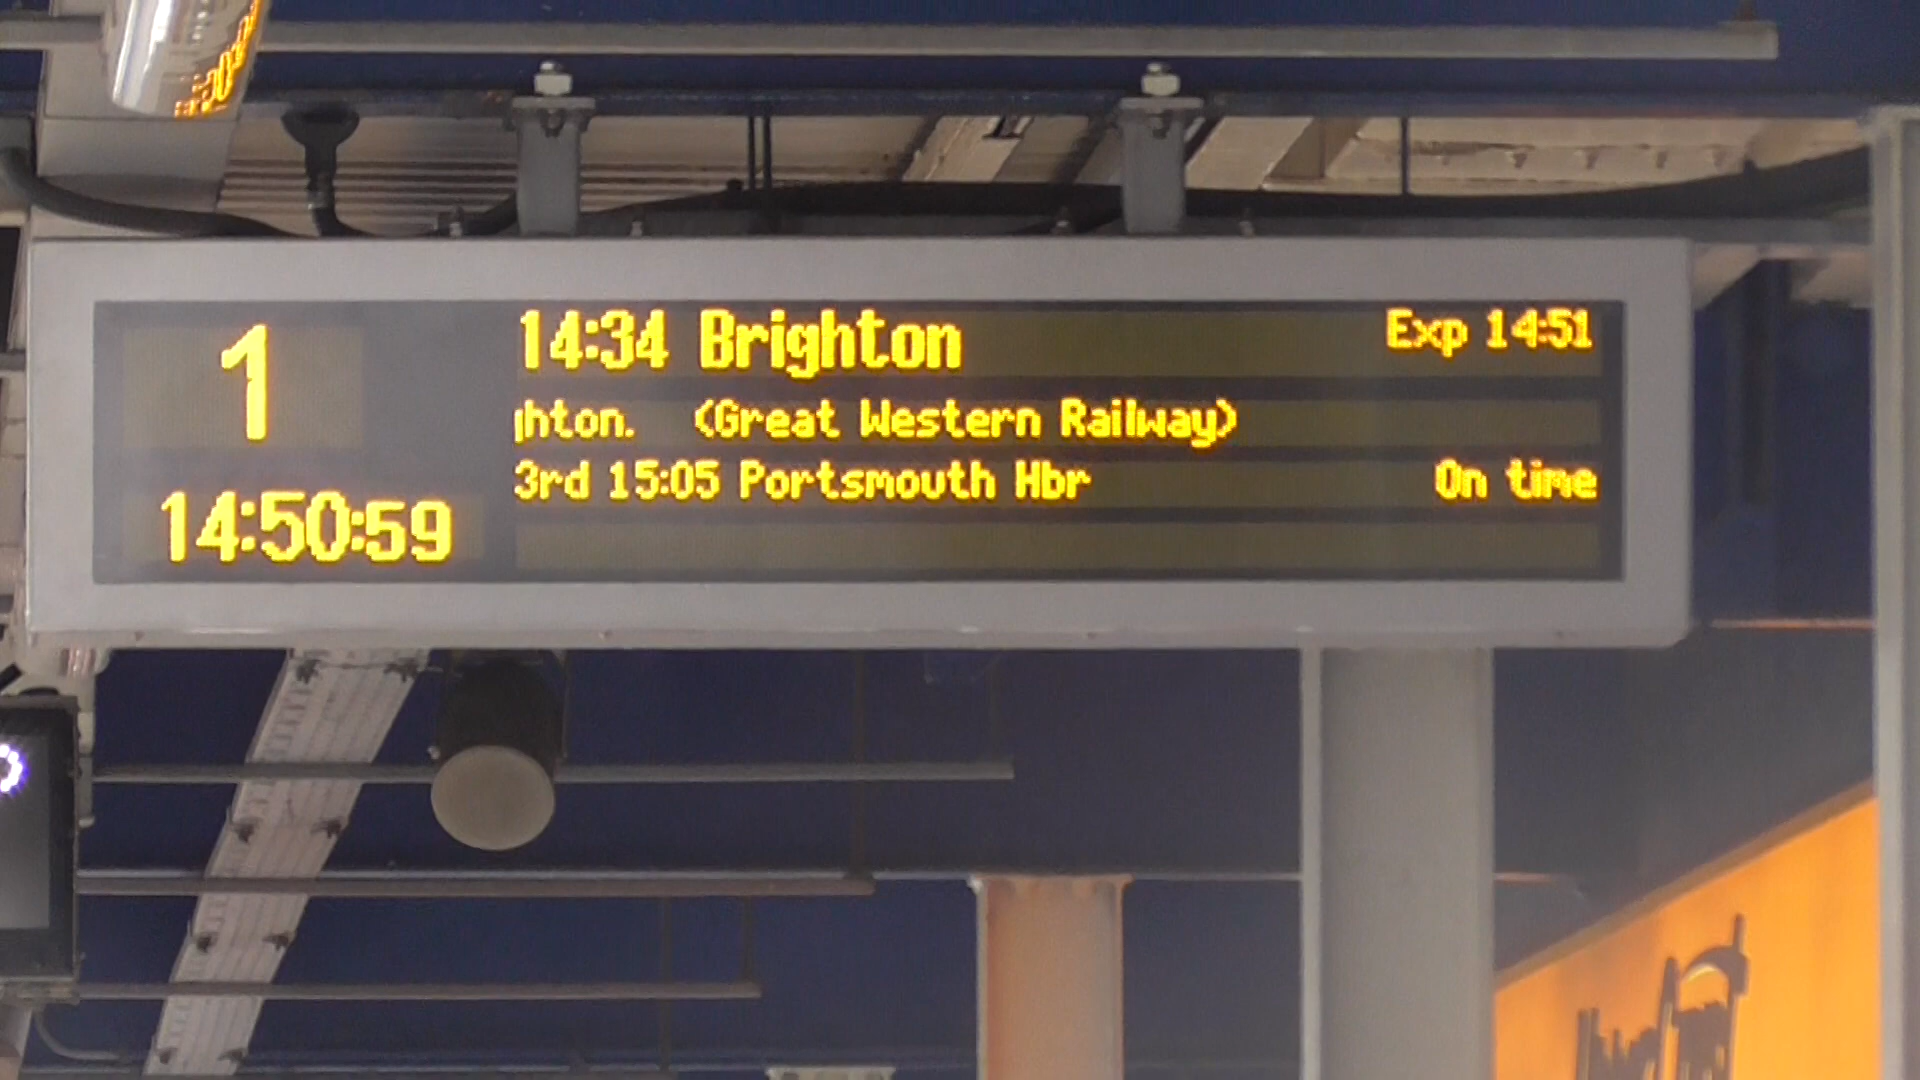 1
14:34 Brighton Exp 14:51
hton. (Great Western Railway)
3rd 15:05 Portsmouth Hbr On time
14:50:59